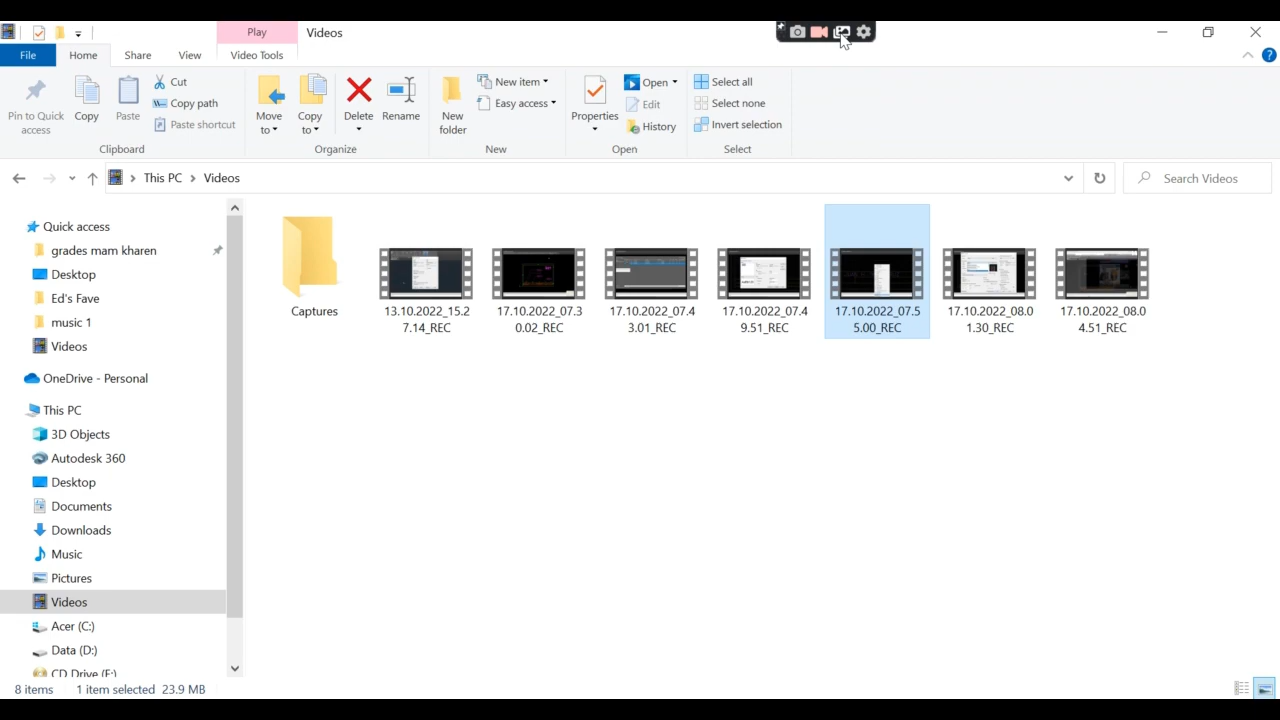 Play
Videos
File
Home
Share
View
Video Tools
Pin to Quick
access
Copy
Paste
Cut
Copy path
Paste shortcut
Clipboard
Move
to
Copy
to
Delete
Rename
Organize
New
folder
New item
Easy access
New
Properties
Open
Edit
History
Open
Select all
Select none
Invert selection
Select
This PC
Videos
Search Videos
Quick access
grades mam kharen
Desktop
Ed's Fave
music 1
Videos
OneDrive - Personal
This PC
3D Objects
Autodesk 360
Desktop
Documents
Downloads
Music
Pictures
Videos
Acer (C:)
Data (D:)
CD Drive (F:)
Captures
13.10.2022_15.2
7.14_REC
17.10.2022_07.3
0.02_REC
17.10.2022_07.4
3.01_REC
17.10.2022_07.4
9.51_REC
17.10.2022_07.5
5.00_REC
17.10.2022_08.0
1.30_REC
17.10.2022_08.0
4.51_REC
8 items
1 item selected 23.9 MB